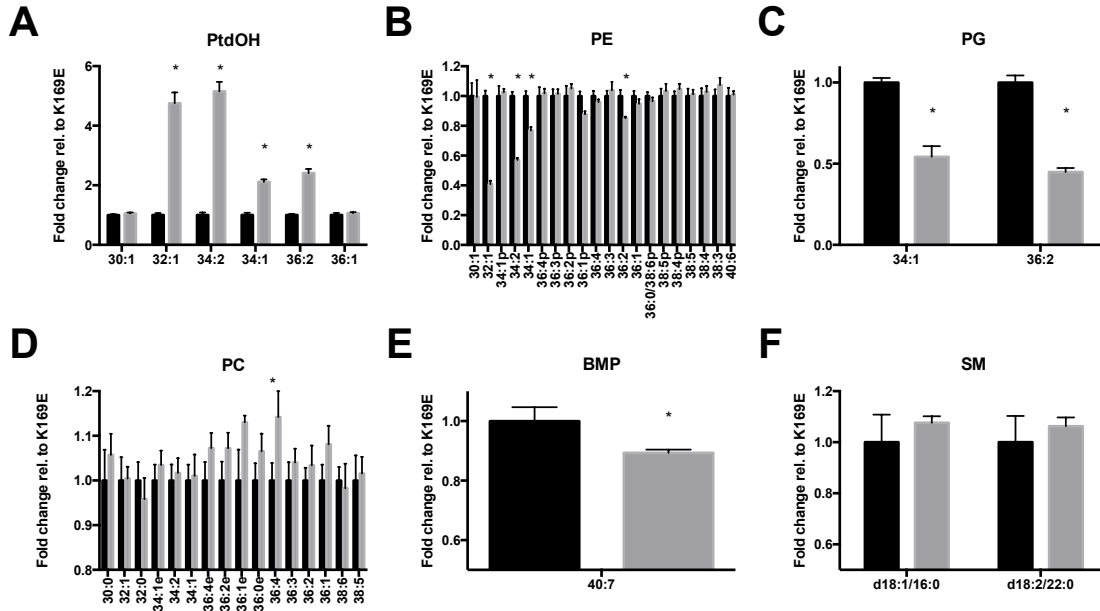 A
PtdOH
Fold change rel. to K169E
6
4
2
0
* * * *
30:1 32:1 34:2 34:1 36:2 36:1
B
PE
Fold change rel. to K169E
1.2
1.0
0.8
0.6
0.4
0.2
0.0
* * * *
30:1 32:1 34:1p 34:2 34:1 36:4p 36:3p 36:2p 36:1p 36:4 36:3 36:2 36:1 36:0/38:6p 38:5p 38:4p 38:5 38:4 38:3 40:6
C
PG
Fold change rel. to K169E
1.0
0.5
0.0
* *
34:1 36:2
D
PC
Fold change rel. to K169E
1.2
1.1
1.0
0.9
0.8
*
30:0 32:1 32:0 34:1e 34:2 34:1 36:4e 36:2e 36:1e 36:0e 36:4 36:3 36:2 36:1 38:6 38:5
E
BMP
Fold change rel. to K169E
1.0
0.8
0.6
*
40:7
F
SM
Fold change rel. to K169E
1.2
1.0
0.8
0.6
d18:1/16:0 d18:2/22:0